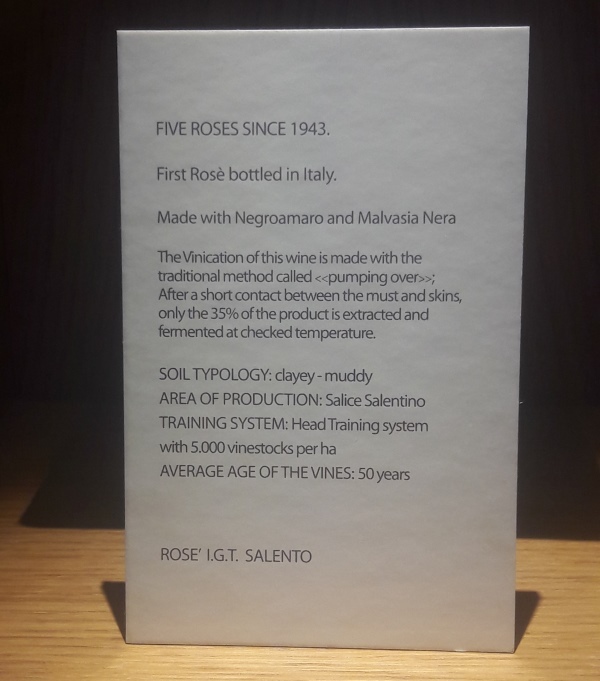 FIVE ROSES SINCE 1943.
First Rosè bottled in Italy.
Made with Negroamaro and Malvasia Nera
The Vinication of this wine is made with the
traditional method called <<pumping over>>;
After a short contact between the must and skins,
only the 35% of the product is extracted and
fermented at checked temperature.
SOIL TYPOLOGY: clayey - muddy
AREA OF PRODUCTION: Salice Salentino
TRAINING SYSTEM: Head Training system
with 5.000 vinestocks per ha
AVERAGE AGE OF THE VINES: 50 years
ROSE' I.G.T. SALENTO